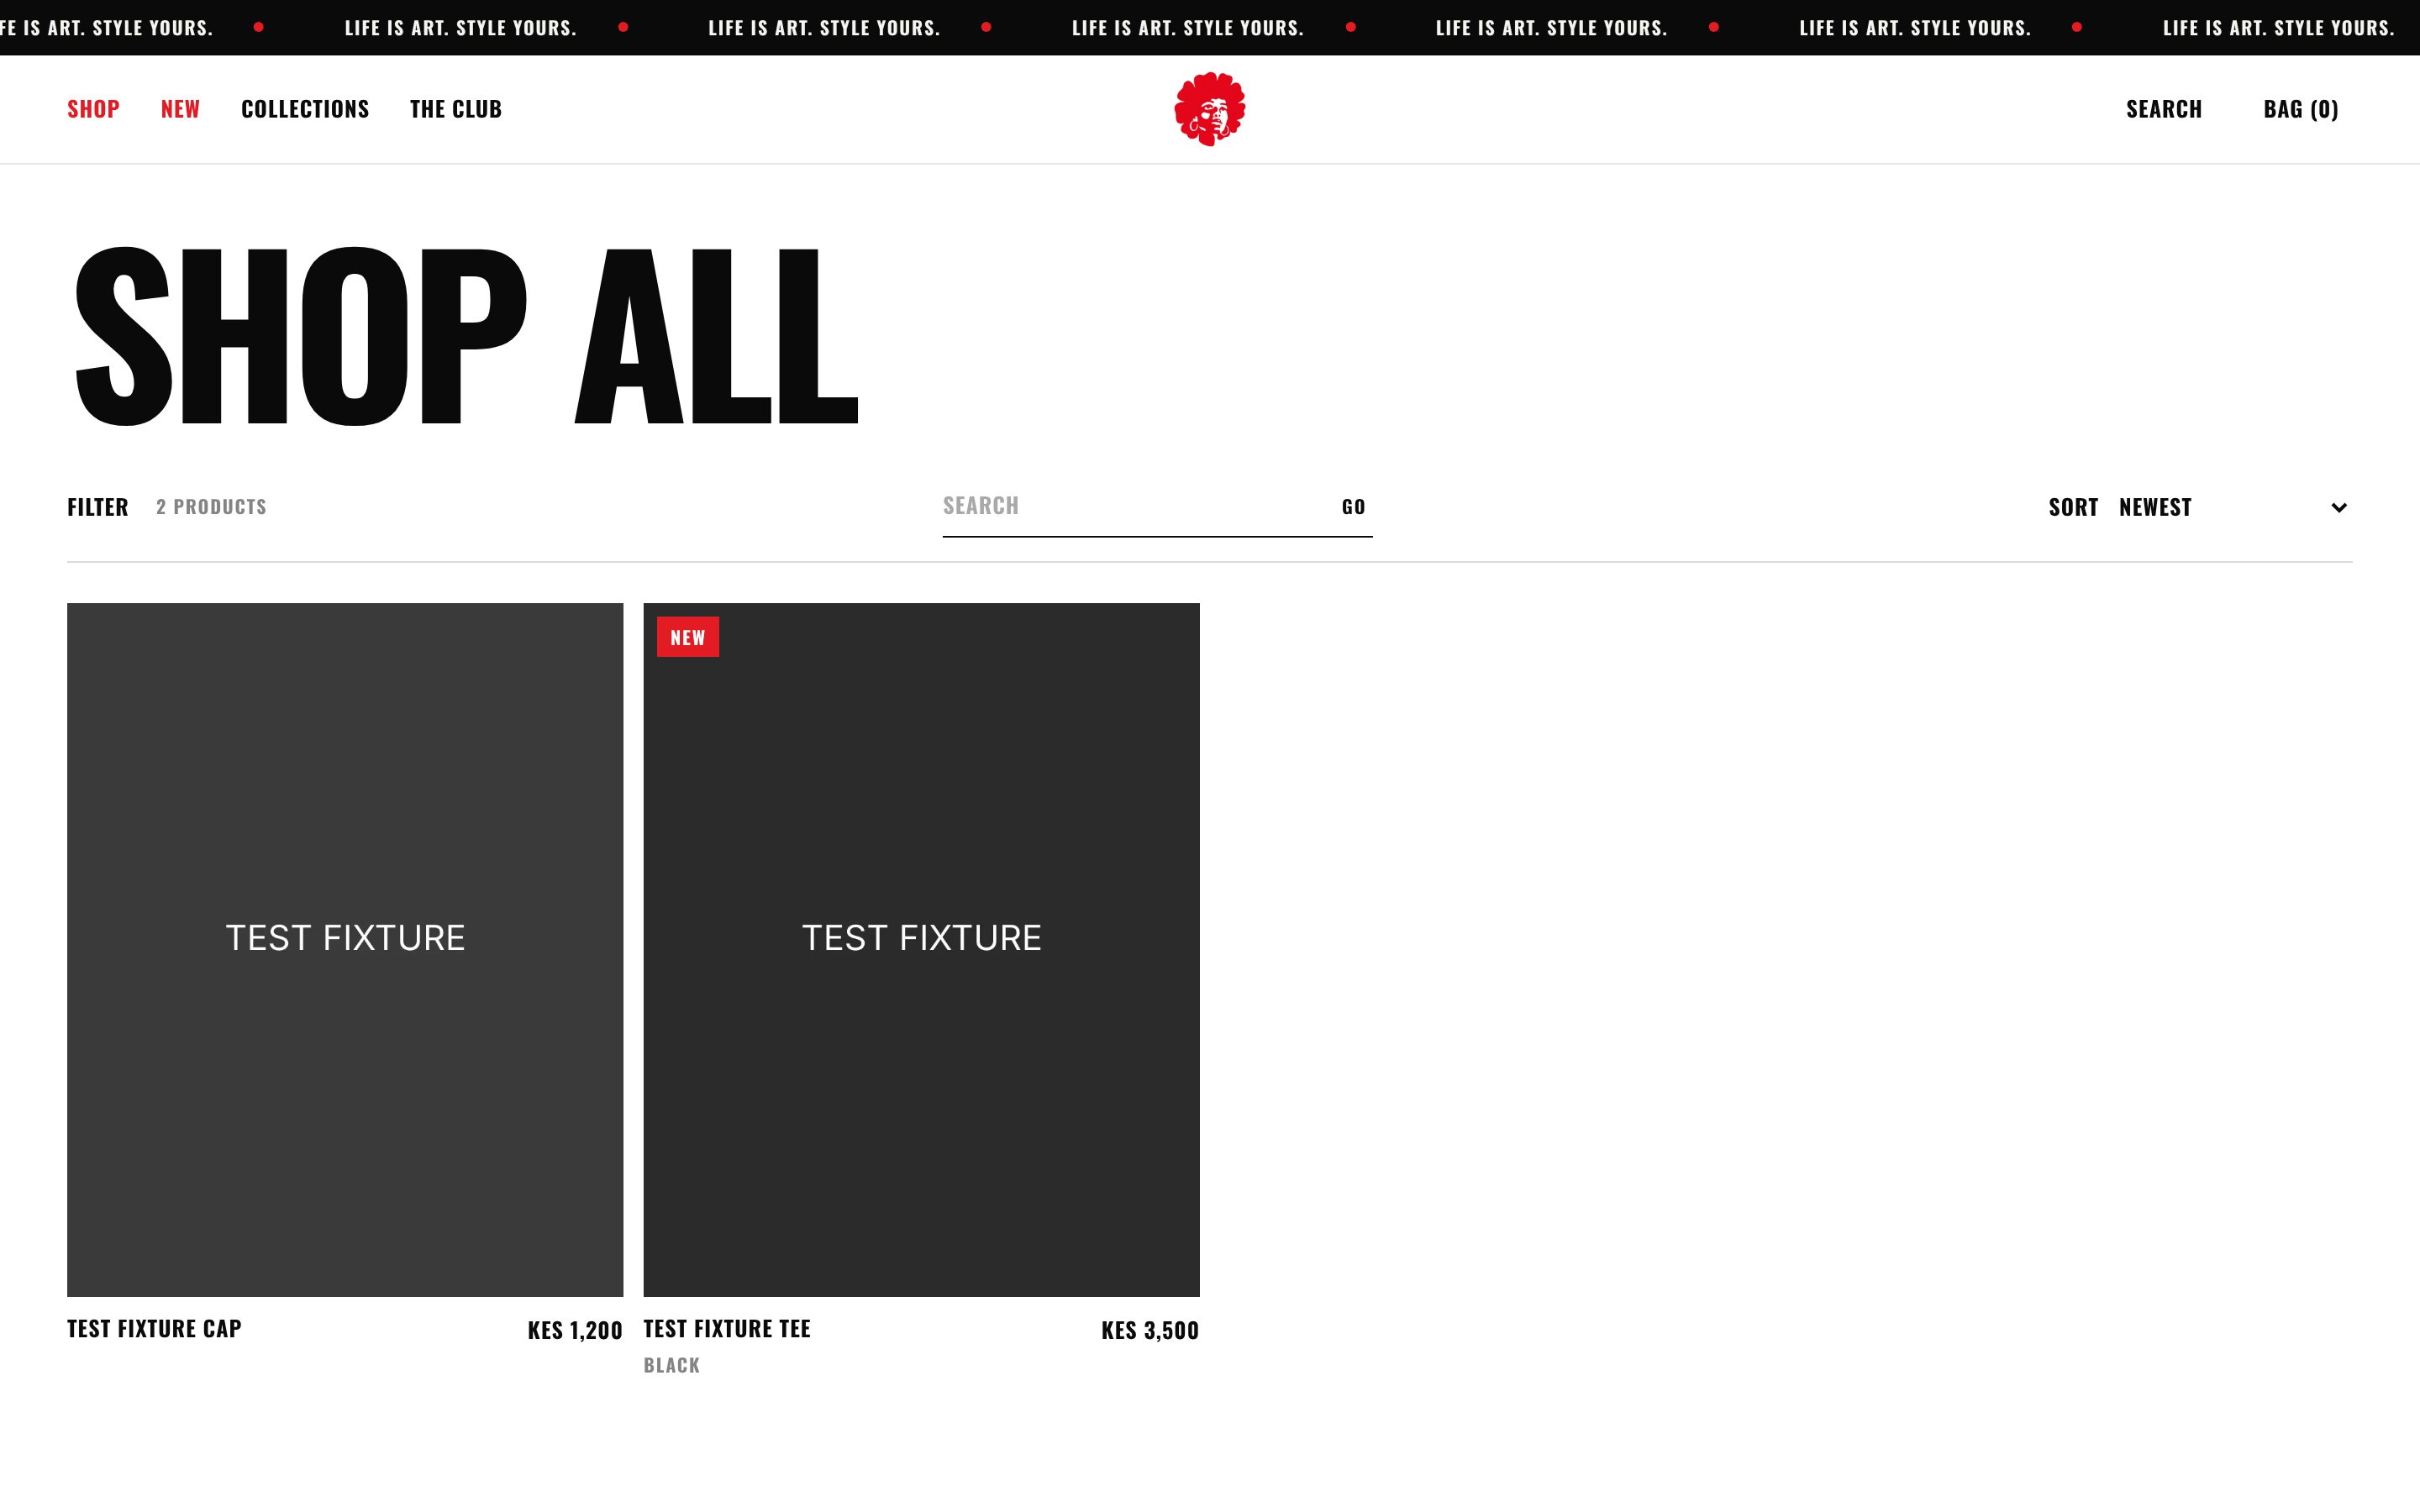 FE IS ART. STYLE YOURS. LIFE IS ART. STYLE YOURS. LIFE IS ART. STYLE YOURS. LIFE IS ART. STYLE YOURS. LIFE IS ART. STYLE YOURS. LIFE IS ART. STYLE YOURS. LIFE IS ART. STYLE YOURS.
SHOP NEW COLLECTIONS THE CLUB SEARCH BAG (0)
SHOP ALL
FILTER 2 PRODUCTS SEARCH GO SORT NEWEST
NEW
TEST FIXTURE TEST FIXTURE
TEST FIXTURE CAP KES 1,200 TEST FIXTURE TEE KES 3,500
BLACK